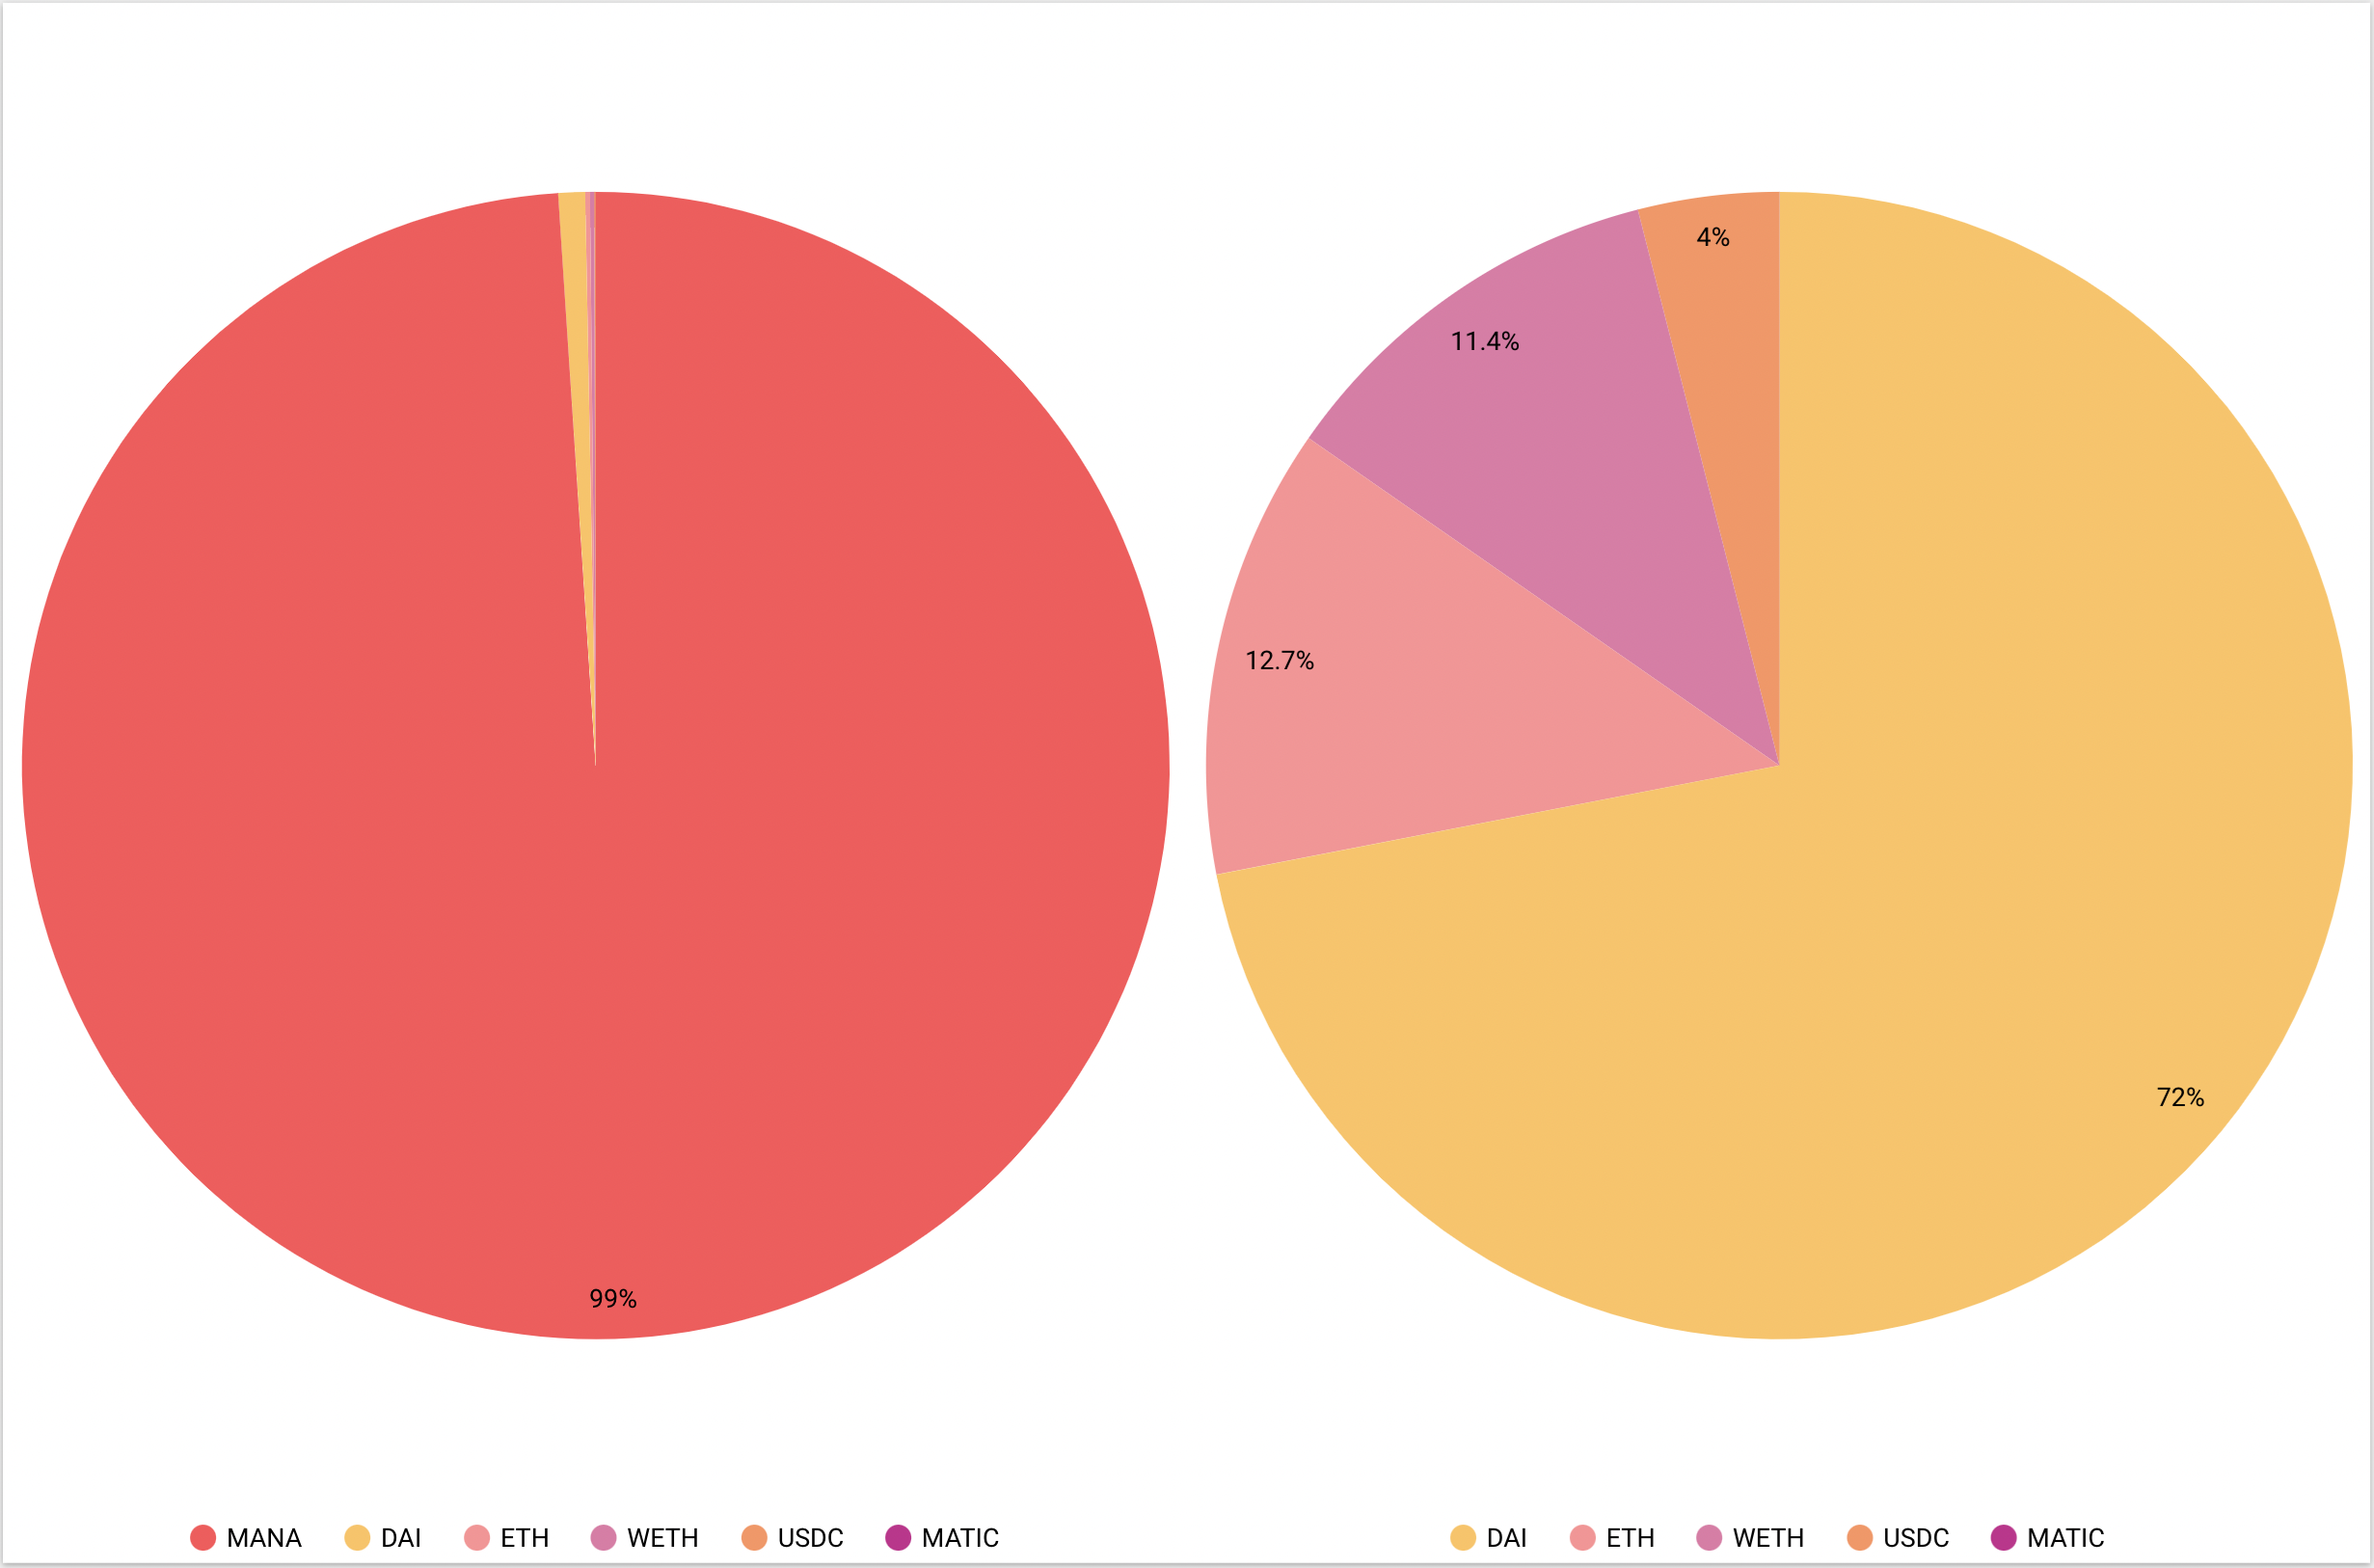 4%
11.4%
12.7%
72%
99%
MANA DAI ETH WETH USDC MATIC
DAI ETH WETH USDC MATIC